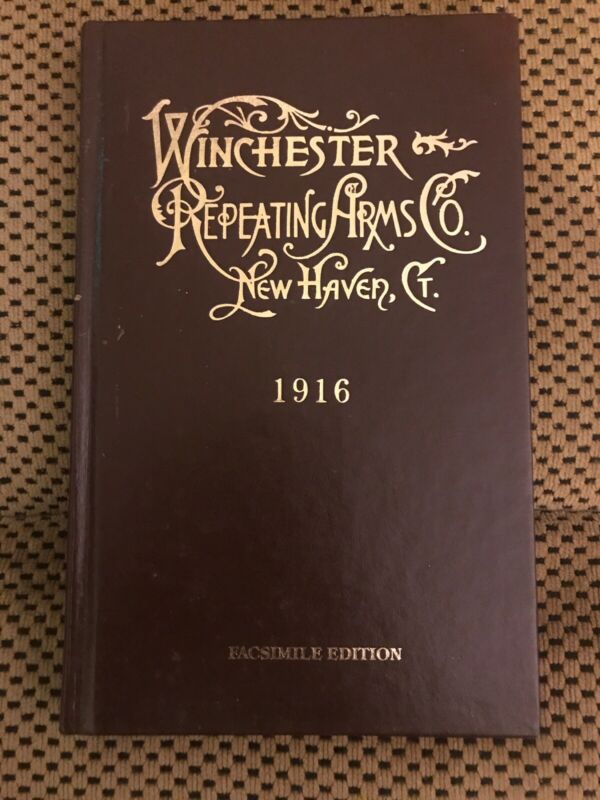 WINCHESTER
REPEATING ARMS CO.
NEW HAVEN, CT.
1916
FACSIMILE EDITION